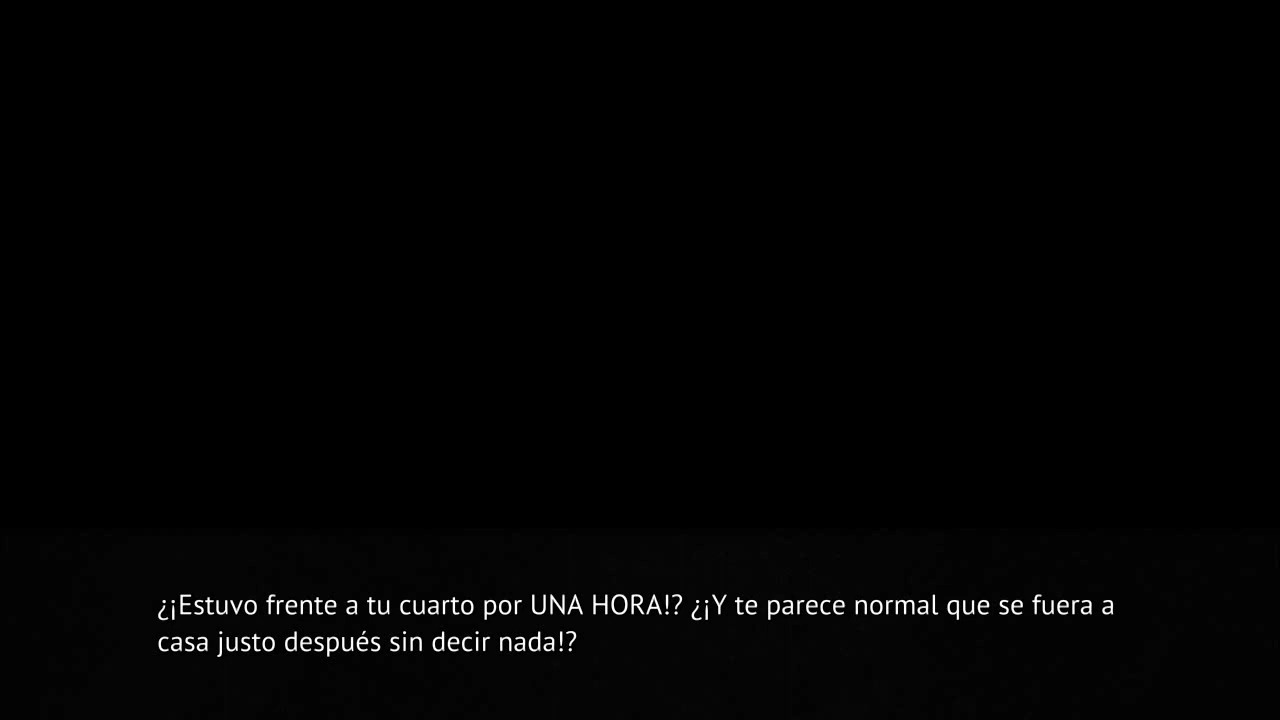 ¿¡Estuvo frente a tu cuarto por UNA HORA!? ¿¡Y te parece normal que se fuera a
casa justo después sin decir nada!?